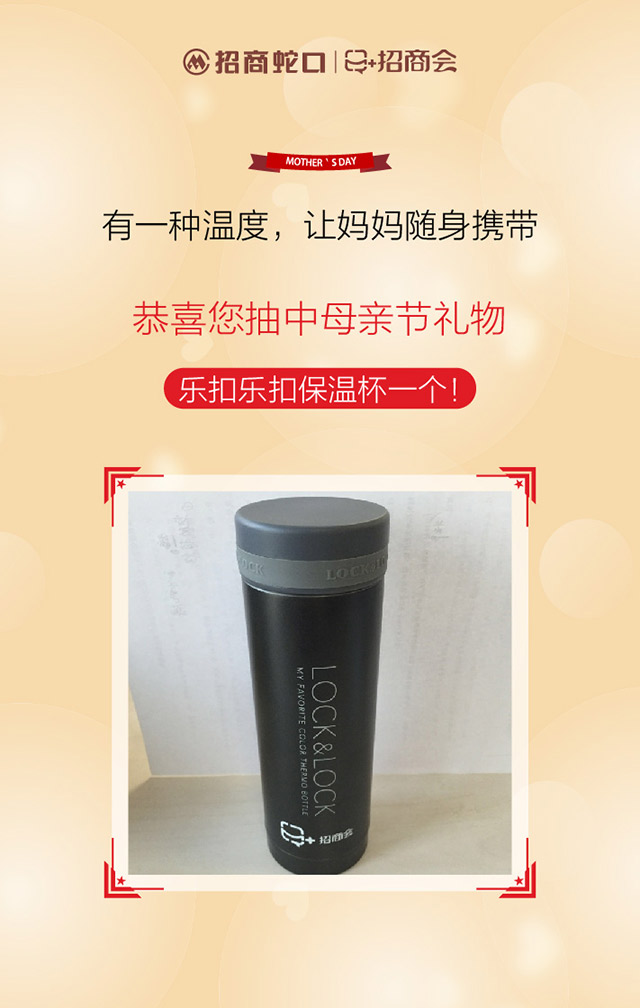 招商蛇口 | 招商会
MOTHER`S DAY
有一种温度，让妈妈随身携带
恭喜您抽中母亲节礼物
乐扣乐扣保温杯一个！
LOCK
LOCK&L
LOCK&LOCK
MY FAVORITE COLOR THERMO BOTTLE
招商会